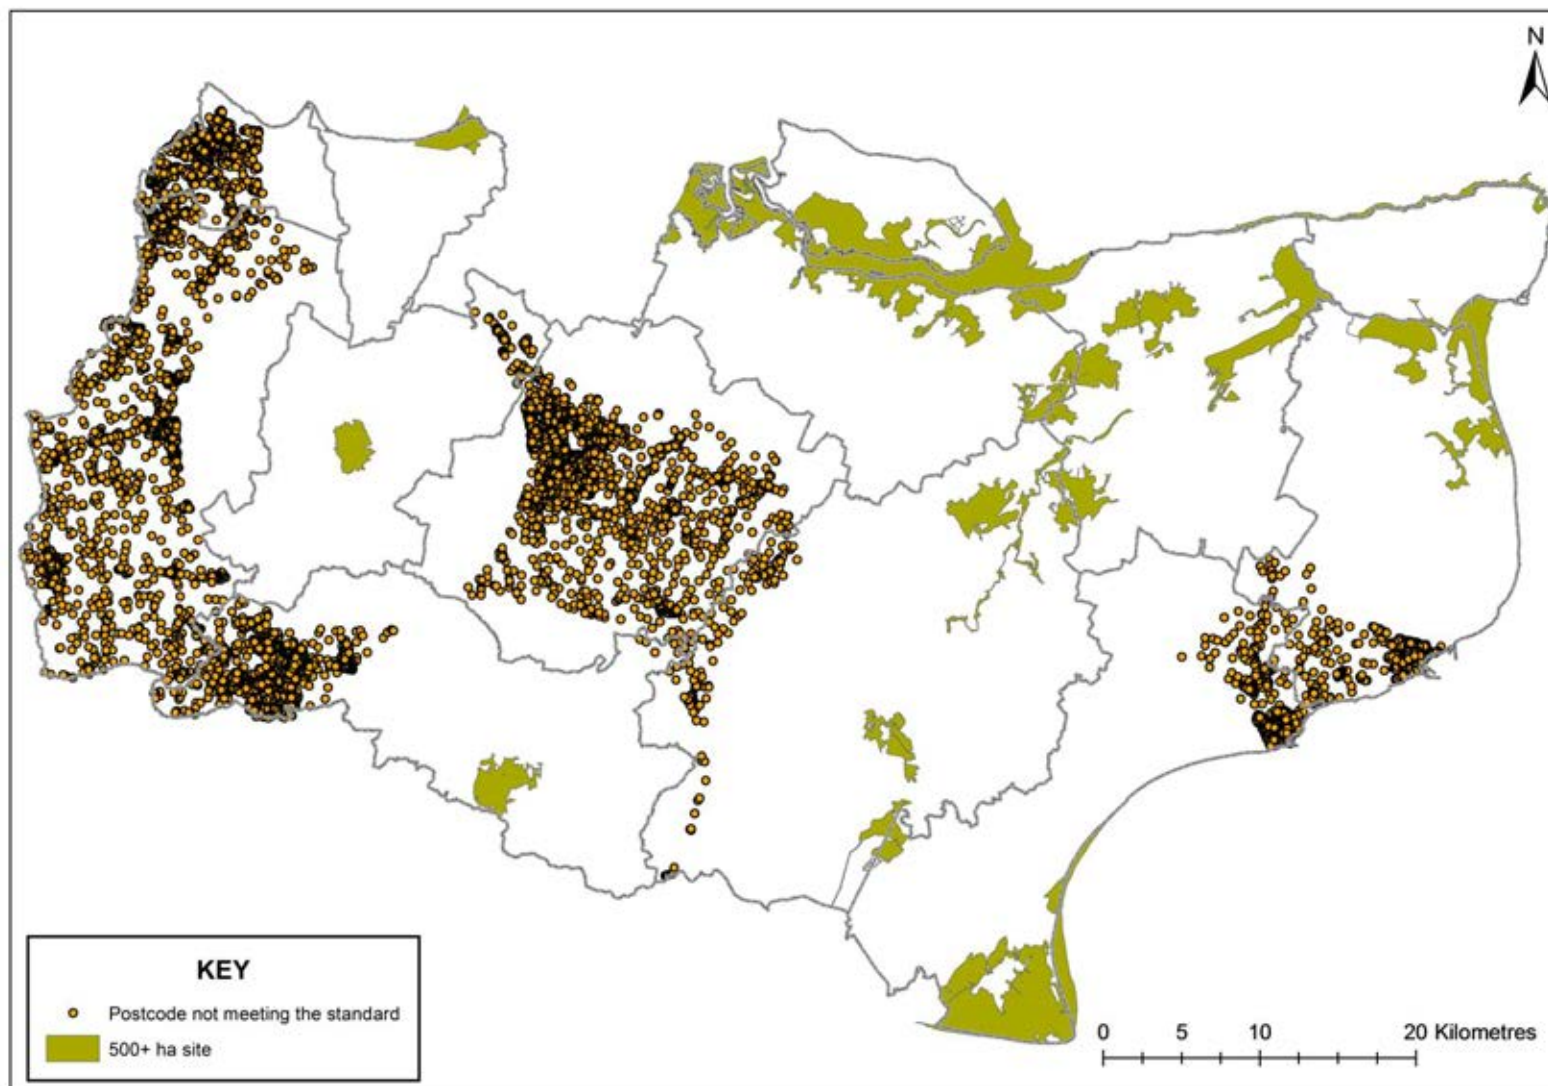 N
KEY
Postcode not meeting the standard
500+ ha site
0 5 10 20 Kilometres